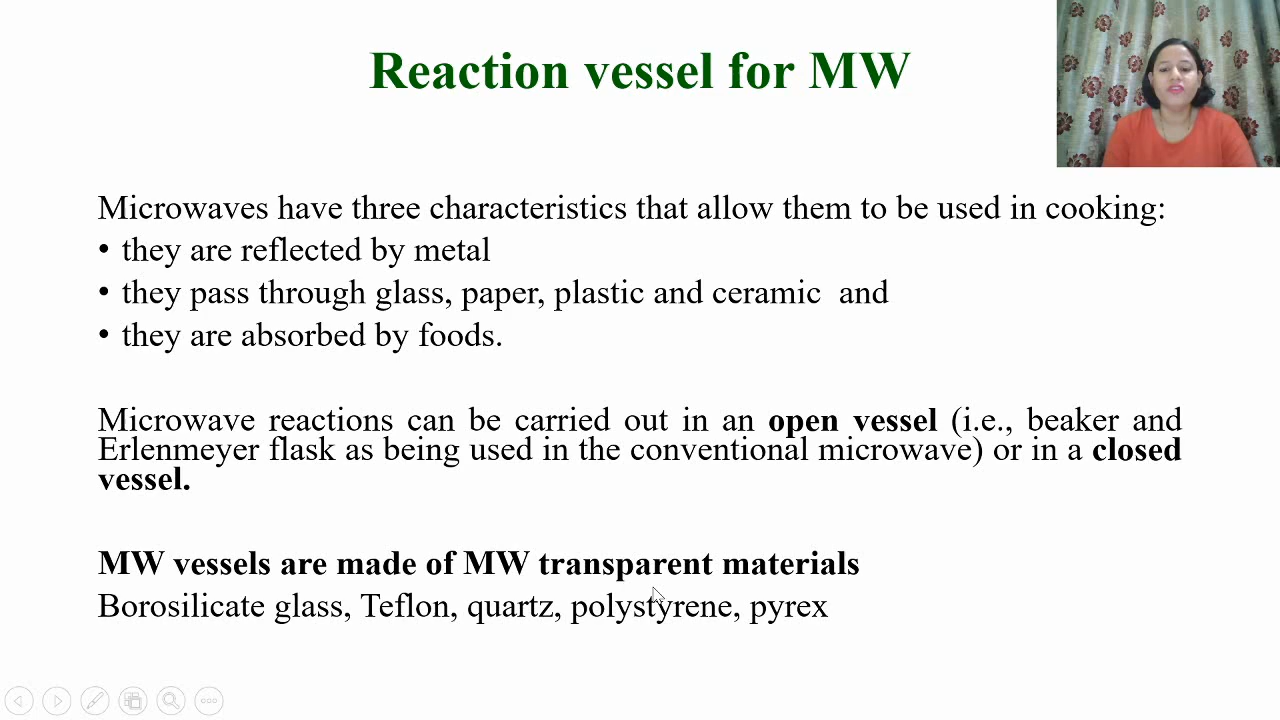 Reaction vessel for MW
Microwaves have three characteristics that allow them to be used in cooking:
• they are reflected by metal
• they pass through glass, paper, plastic and ceramic and
• they are absorbed by foods.
Microwave reactions can be carried out in an open vessel (i.e., beaker and
Erlenmeyer flask as being used in the conventional microwave) or in a closed
vessel.
MW vessels are made of MW transparent materials
Borosilicate glass, Teflon, quartz, polystyrene, pyrex